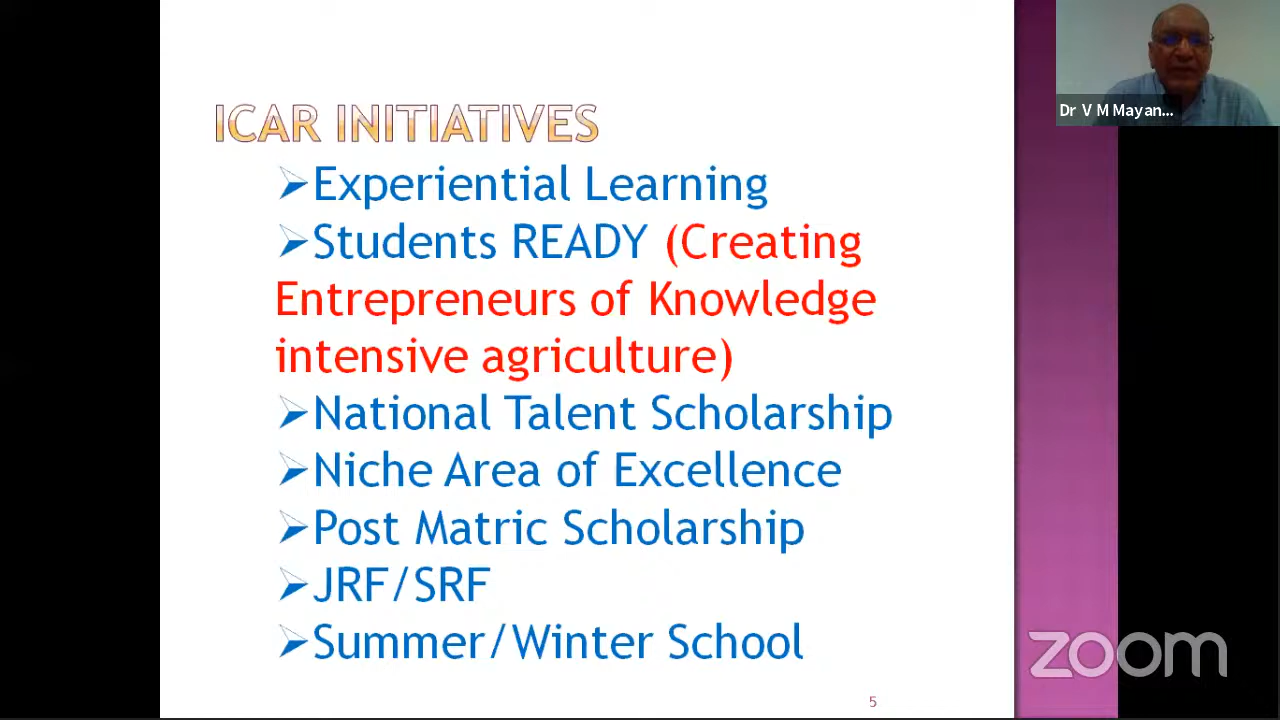 Dr V M Mayan...
ICAR INITIATIVES
➢Experiential Learning
➢Students READY (Creating
Entrepreneurs of Knowledge
intensive agriculture)
➢National Talent Scholarship
➢Niche Area of Excellence
➢Post Matric Scholarship
➢JRF/SRF
➢Summer/Winter School
zoom
5